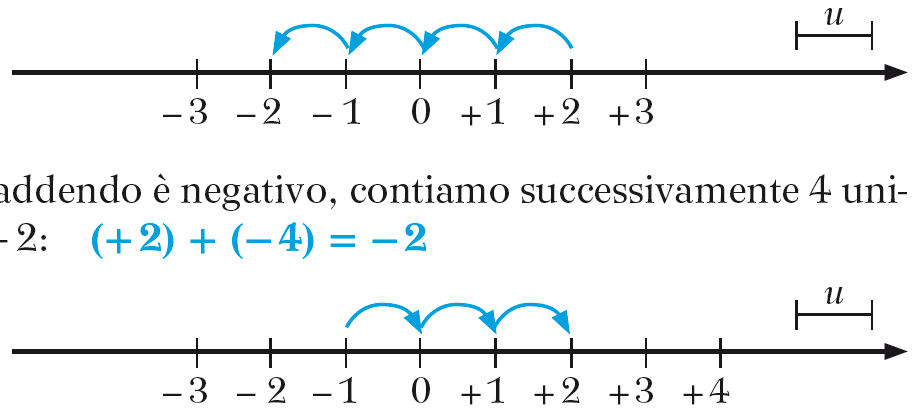 u
−3 −2 −1 0 +1 +2 +3
addendo è negativo, contiamo successivamente 4 uni-
2: (+2) + (−4) = −2
u
−3 −2 −1 0 +1 +2 +3 +4